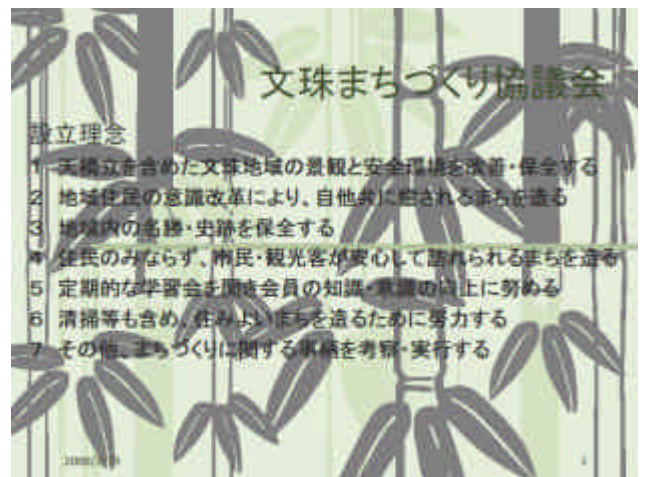 文珠まちづくり協議会
設立理念
1 天橋立を含めた文珠地域の景観と安全環境を改善・保全する
2 地域住民の意識改革により、自他共に癒されるまちを造る
3 地域内の名勝・史跡を保全する
4 住民のみならず、市民・観光客が安心して訪れられるまちを造る
5 定期的な学習会を開き会員の知識・意識の向上に努める
6 清掃等も含め、住みよいまちを造るために努力する
7 その他、まちづくりに関する事柄を考察・実行する